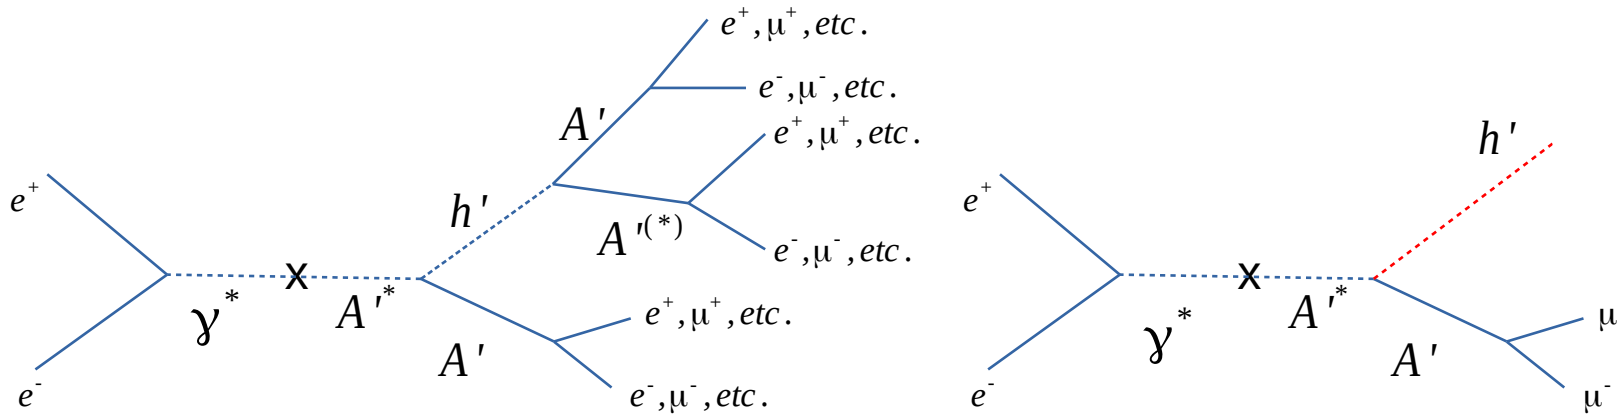 e⁺,μ⁺,etc.
e⁻,μ⁻,etc.
A′
e⁺,μ⁺,etc.
h′
e⁺
h′
A′⁽*⁾
e⁻,μ⁻,etc.
x
γ*
A′*
e⁺,μ⁺,etc.
A′
e⁻
e⁻,μ⁻,etc.
e⁺
x
γ*
A′*
μ
A′
e⁻
μ⁻